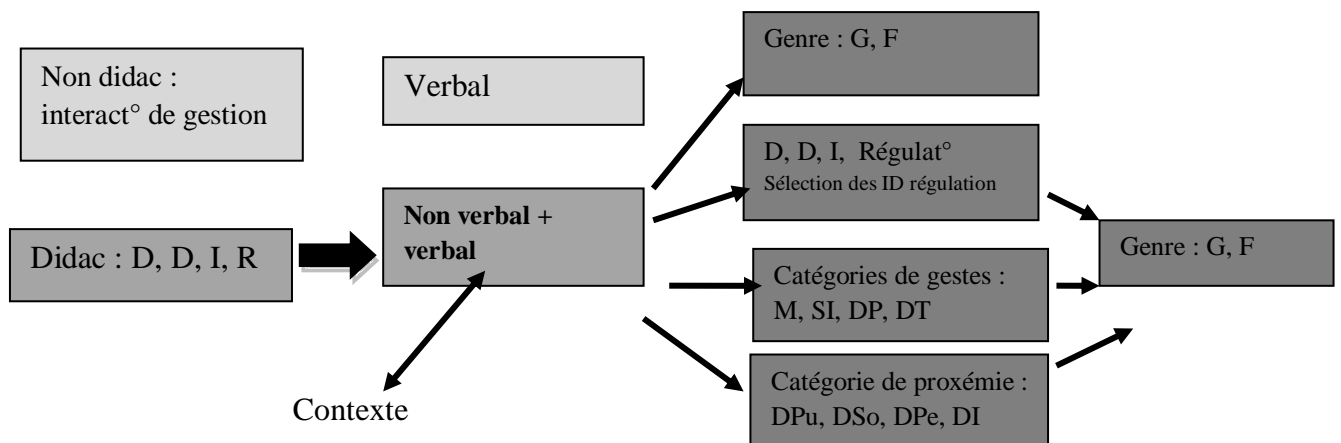 Non didac :
interact° de gestion
Didac : D, D, I, R
Verbal
Non verbal +
verbal
Contexte
Genre : G, F
D, D, I, Régulat°
Sélection des ID régulation
Catégories de gestes :
M, SI, DP, DT
Catégorie de proxémie :
DPu, DSo, DPe, DI
Genre : G, F